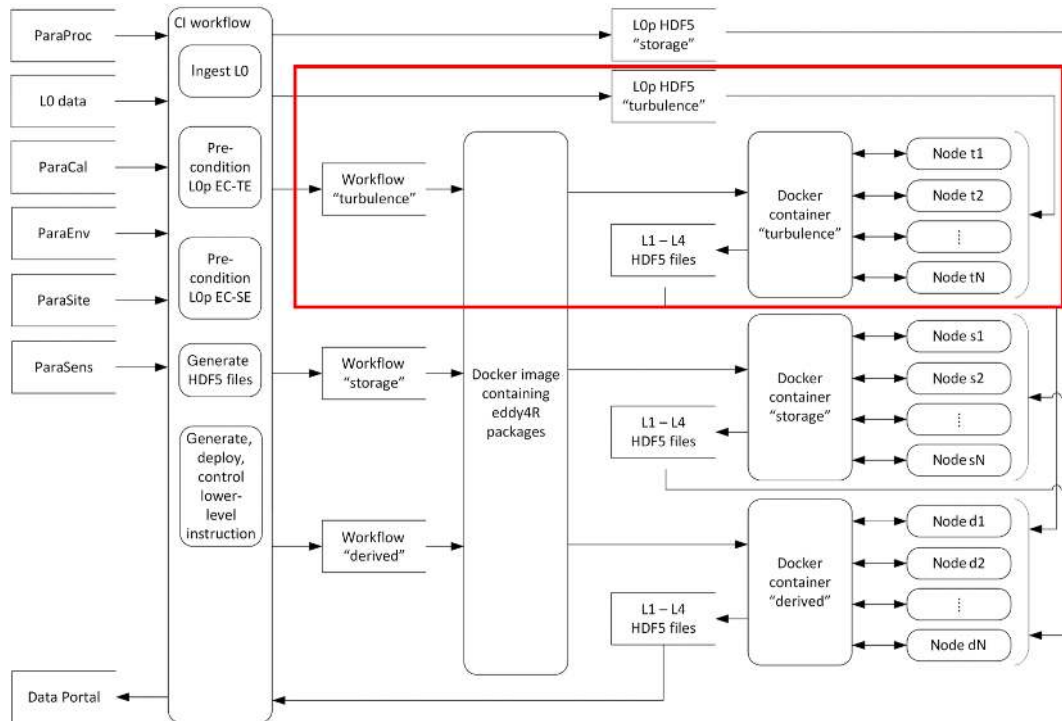 ParaProc
L0 data
ParaCal
ParaEnv
ParaSite
ParaSens
Data Portal
CI workflow
Ingest L0
Pre-
condition
L0p EC-TE
Pre-
condition
L0p EC-SE
Generate
HDF5 files
Generate,
deploy,
control
lower-
level
instruction
L0p HDF5
“storage”
L0p HDF5
“turbulence”
Workflow
“turbulence”
Workflow
“storage”
Workflow
“derived”
Docker image
containing
eddy4R
packages
Docker
container
“turbulence”
L1 – L4
HDF5 files
Node t1
Node t2
⋮
Node tN
Docker
container
“storage”
L1 – L4
HDF5 files
Node s1
Node s2
⋮
Node sN
Docker
container
“derived”
L1 – L4
HDF5 files
Node d1
Node d2
⋮
Node dN